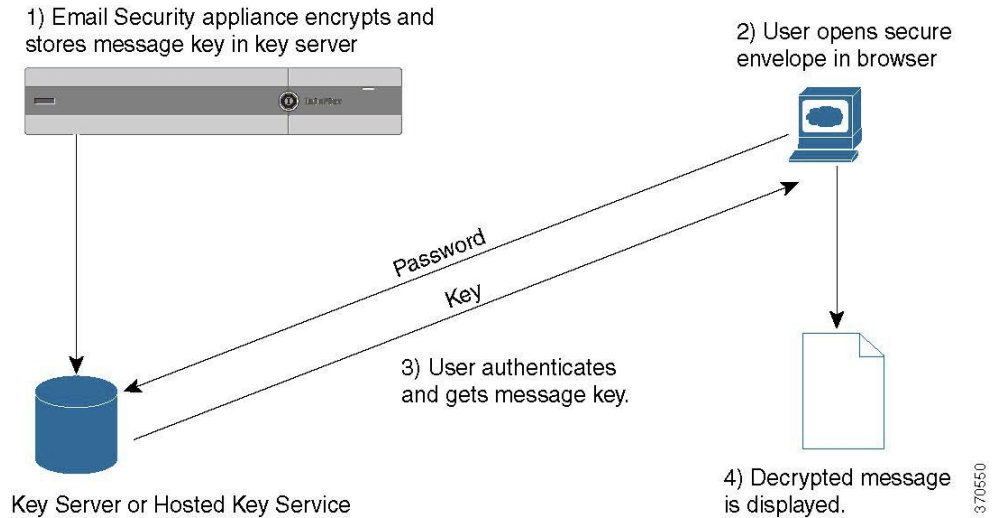 1) Email Security appliance encrypts and
stores message key in key server
2) User opens secure
envelope in browser
Password
Key
3) User authenticates
and gets message key.
Key Server or Hosted Key Service
4) Decrypted message
is displayed.
370550